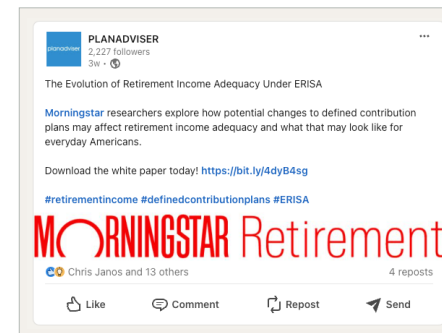 planadviser
PLANADVISER
2,227 followers
3w •
The Evolution of Retirement Income Adequacy Under ERISA
Morningstar researchers explore how potential changes to defined contribution
plans may affect retirement income adequacy and what that may look like for
everyday Americans.
Download the white paper today! https://bit.ly/4dyB4sg
#retirementincome #definedcontributionplans #ERISA
MORNINGSTAR Retirement
Chris Janos and 13 others 4 reposts
Like Comment Repost Send